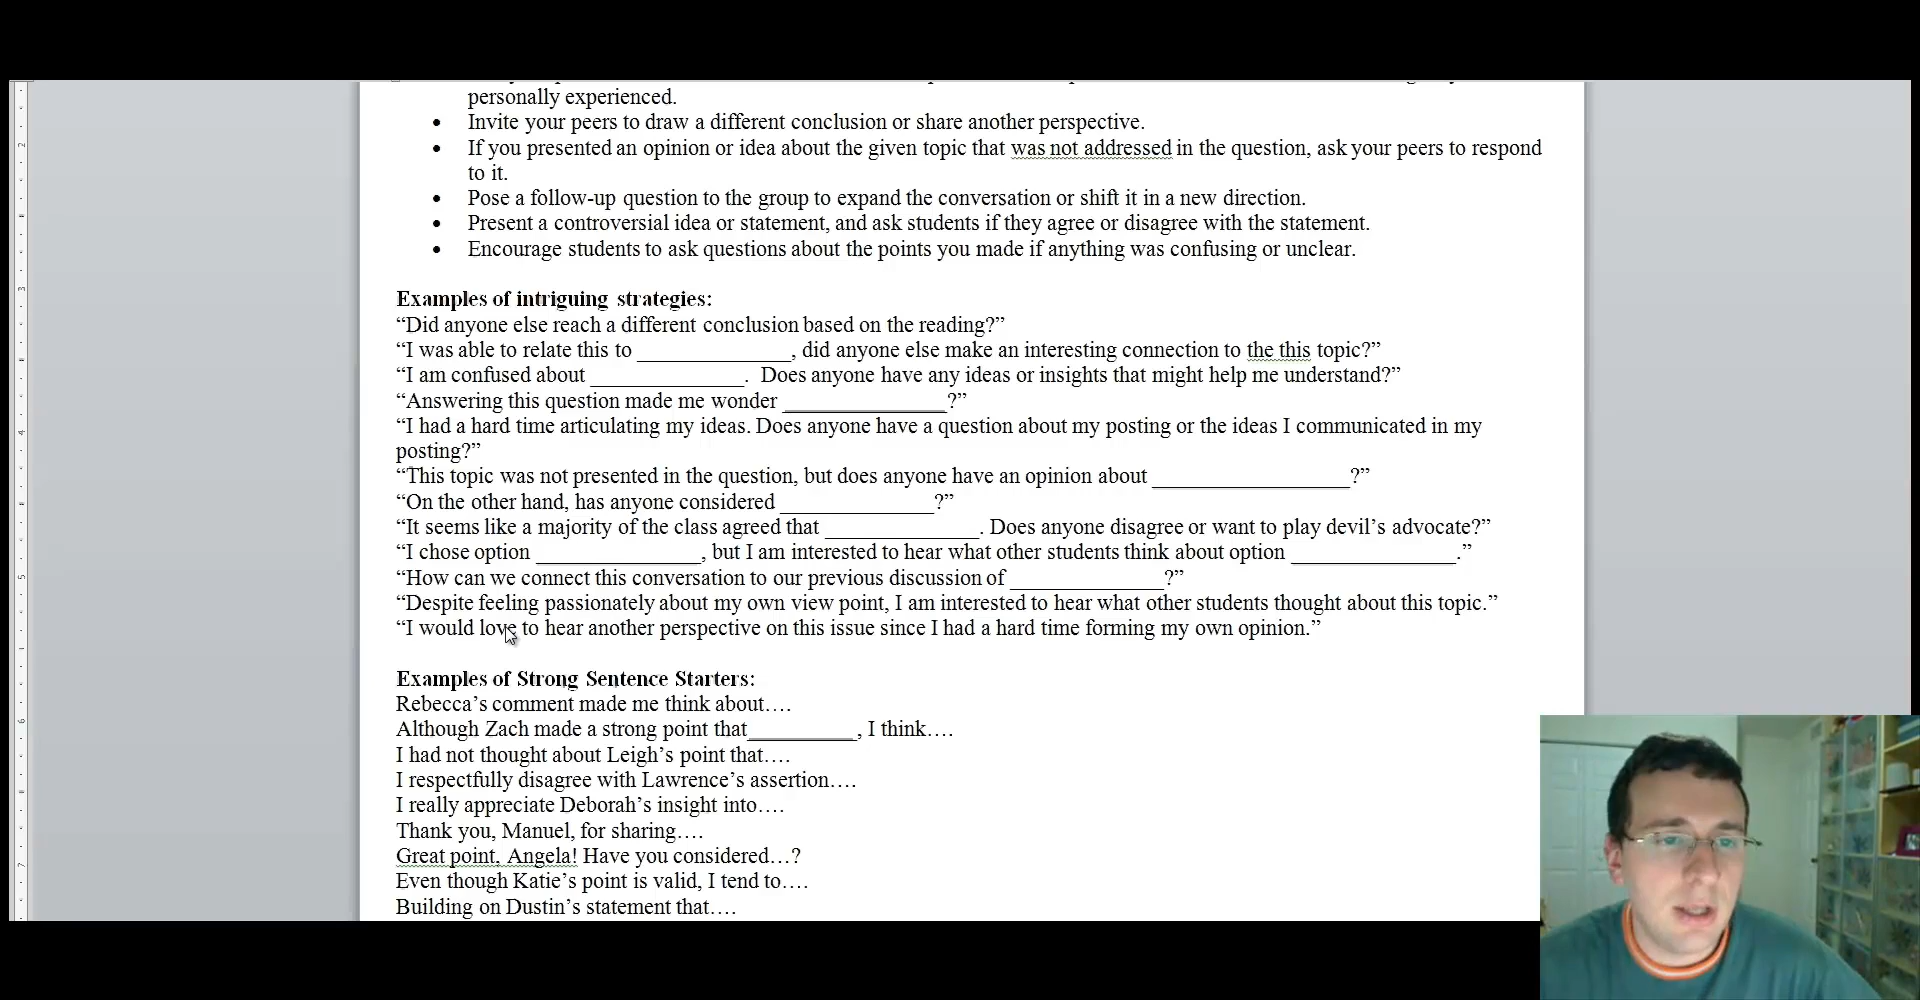 personally experienced.
• Invite your peers to draw a different conclusion or share another perspective.
• If you presented an opinion or idea about the given topic that was not addressed in the question, ask your peers to respond
to it.
• Pose a follow-up question to the group to expand the conversation or shift it in a new direction.
• Present a controversial idea or statement, and ask students if they agree or disagree with the statement.
• Encourage students to ask questions about the points you made if anything was confusing or unclear.
Examples of intriguing strategies:
“Did anyone else reach a different conclusion based on the reading?”
“I was able to relate this to ______________, did anyone else make an interesting connection to the this topic?”
“I am confused about ______________.  Does anyone have any ideas or insights that might help me understand?”
“Answering this question made me wonder _______________?”
“I had a hard time articulating my ideas. Does anyone have a question about my posting or the ideas I communicated in my
posting?”
“This topic was not presented in the question, but does anyone have an opinion about __________________?”
“On the other hand, has anyone considered ______________?”
“It seems like a majority of the class agreed that ______________. Does anyone disagree or want to play devil’s advocate?”
“I chose option _______________, but I am interested to hear what other students think about option _______________.”
“How can we connect this conversation to our previous discussion of ______________?”
“Despite feeling passionately about my own view point, I am interested to hear what other students thought about this topic.”
“I would love to hear another perspective on this issue since I had a hard time forming my own opinion.”
Examples of Strong Sentence Starters:
Rebecca’s comment made me think about….
Although Zach made a strong point that__________, I think….
I had not thought about Leigh’s point that….
I respectfully disagree with Lawrence’s assertion….
I really appreciate Deborah’s insight into….
Thank you, Manuel, for sharing….
Great point, Angela! Have you considered…?
Even though Katie’s point is valid, I tend to….
Building on Dustin’s statement that….